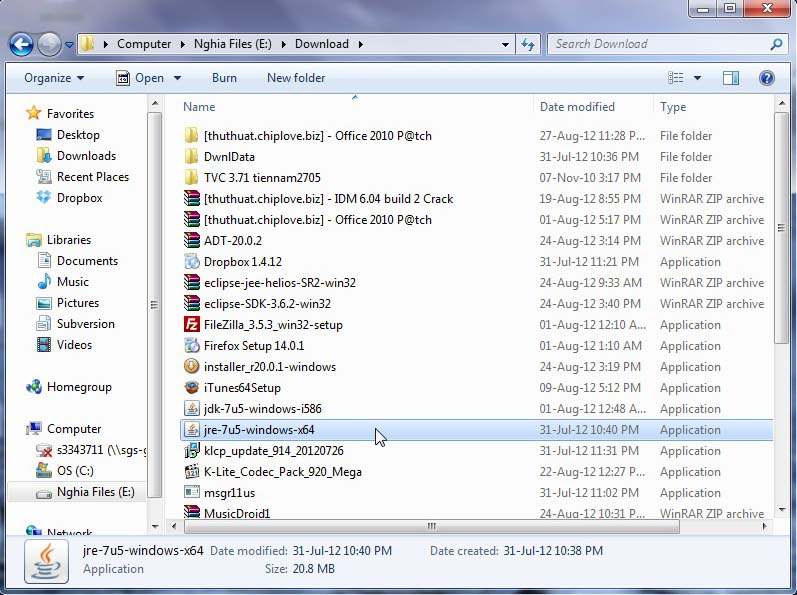 Computer Nghia Files (E:) Download
Search Download
Organize Open Burn New folder
Favorites
Desktop
Downloads
Recent Places
Dropbox
Libraries
Documents
Music
Pictures
Subversion
Videos
Homegroup
Computer
s3343711 (\\sgs-g
OS (C:)
Nghia Files (E:)
Network
Name Date modified Type
[thuthuat.chiplove.biz] - Office 2010 P@tch 27-Aug-12 11:28 P... File folder
DwnlData 31-Jul-12 10:36 PM File folder
TVC 3.71 tiennam2705 07-Nov-10 3:17 PM File folder
[thuthuat.chiplove.biz] - IDM 6.04 build 2 Crack 19-Aug-12 8:55 PM WinRAR ZIP archive
[thuthuat.chiplove.biz] - Office 2010 P@tch 01-Aug-12 5:17 PM WinRAR ZIP archive
ADT-20.0.2 24-Aug-12 3:14 PM WinRAR ZIP archive
Dropbox 1.4.12 31-Jul-12 11:21 PM Application
eclipse-jee-helios-SR2-win32 24-Aug-12 9:33 AM WinRAR ZIP archive
eclipse-SDK-3.6.2-win32 24-Aug-12 3:40 PM WinRAR ZIP archive
FileZilla_3.5.3_win32-setup 01-Aug-12 12:10 A... Application
Firefox Setup 14.0.1 01-Aug-12 1:10 AM Application
installer_r20.0.1-windows 24-Aug-12 3:19 PM Application
iTunes64Setup 09-Aug-12 5:12 PM Application
jdk-7u5-windows-i586 01-Aug-12 12:48 A... Application
jre-7u5-windows-x64 31-Jul-12 10:40 PM Application
klcp_update_914_20120726 31-Jul-12 11:31 PM Application
K-Lite_Codec_Pack_920_Mega 22-Aug-12 12:27 P... Application
msgr11us 31-Jul-12 11:02 PM Application
MusicDroid1 24-Aug-12 10:31 P... WinRAR ZIP archive
jre-7u5-windows-x64 Date modified: 31-Jul-12 10:40 PM Date created: 31-Jul-12 10:38 PM
Application Size: 20.8 MB